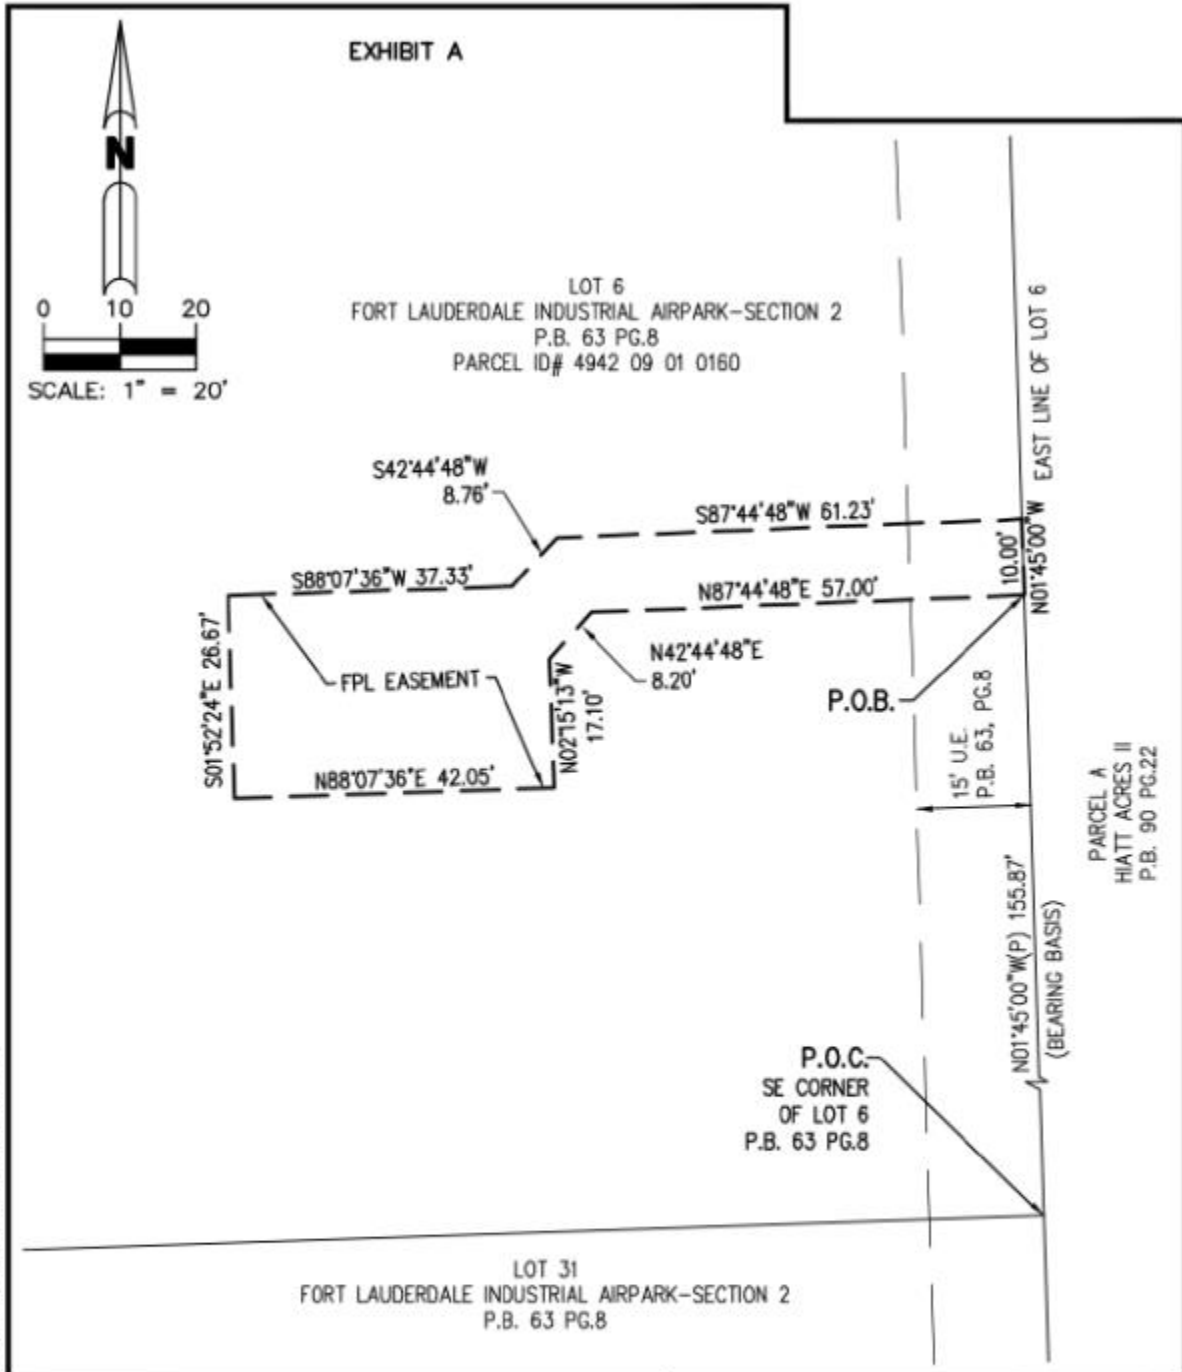 EXHIBIT A
N
0 10 20
SCALE: 1" = 20'
LOT 6
FORT LAUDERDALE INDUSTRIAL AIRPARK-SECTION 2
P.B. 63 PG.8
PARCEL ID# 4942 09 01 0160
EAST LINE OF LOT 6
S42°44'48"W
8.76'
S87°44'48"W 61.23'
10.00'
N01°45'00"W
S88°07'36"W 37.33'
N87°44'48"E 57.00'
S01°52'24"E 26.67'
FPL EASEMENT
N42°44'48"E
8.20'
N02°15'13"W
17.10'
P.O.B.
N88°07'36"E 42.05'
15' U.E.
P.B. 63, PG.8
PARCEL A
HIATT ACRES II
P.B. 90 PG.22
N01°45'00"W(P) 155.87'
(BEARING BASIS)
P.O.C.
SE CORNER
OF LOT 6
P.B. 63 PG.8
LOT 31
FORT LAUDERDALE INDUSTRIAL AIRPARK-SECTION 2
P.B. 63 PG.8